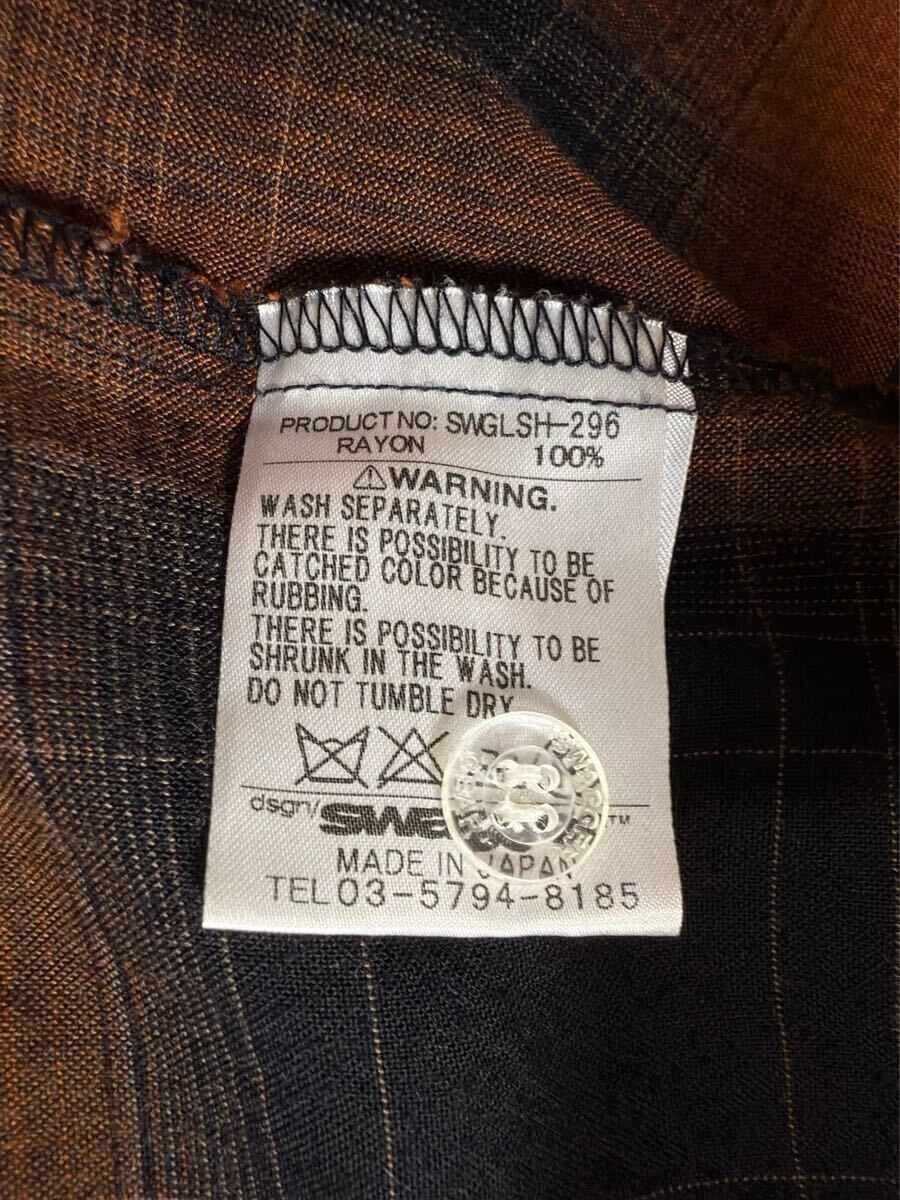 PRODUCT NO: SWGLSH-296
RAYON 100%
WARNING.
WASH SEPARATELY.
THERE IS POSSIBILITY TO BE
CATCHED COLOR BECAUSE OF
RUBBING.
THERE IS POSSIBILITY TO BE
SHRUNK IN THE WASH.
DO NOT TUMBLE DRY
dsgn/
TM
MADE IN JAPAN
TEL 03-5794-8185